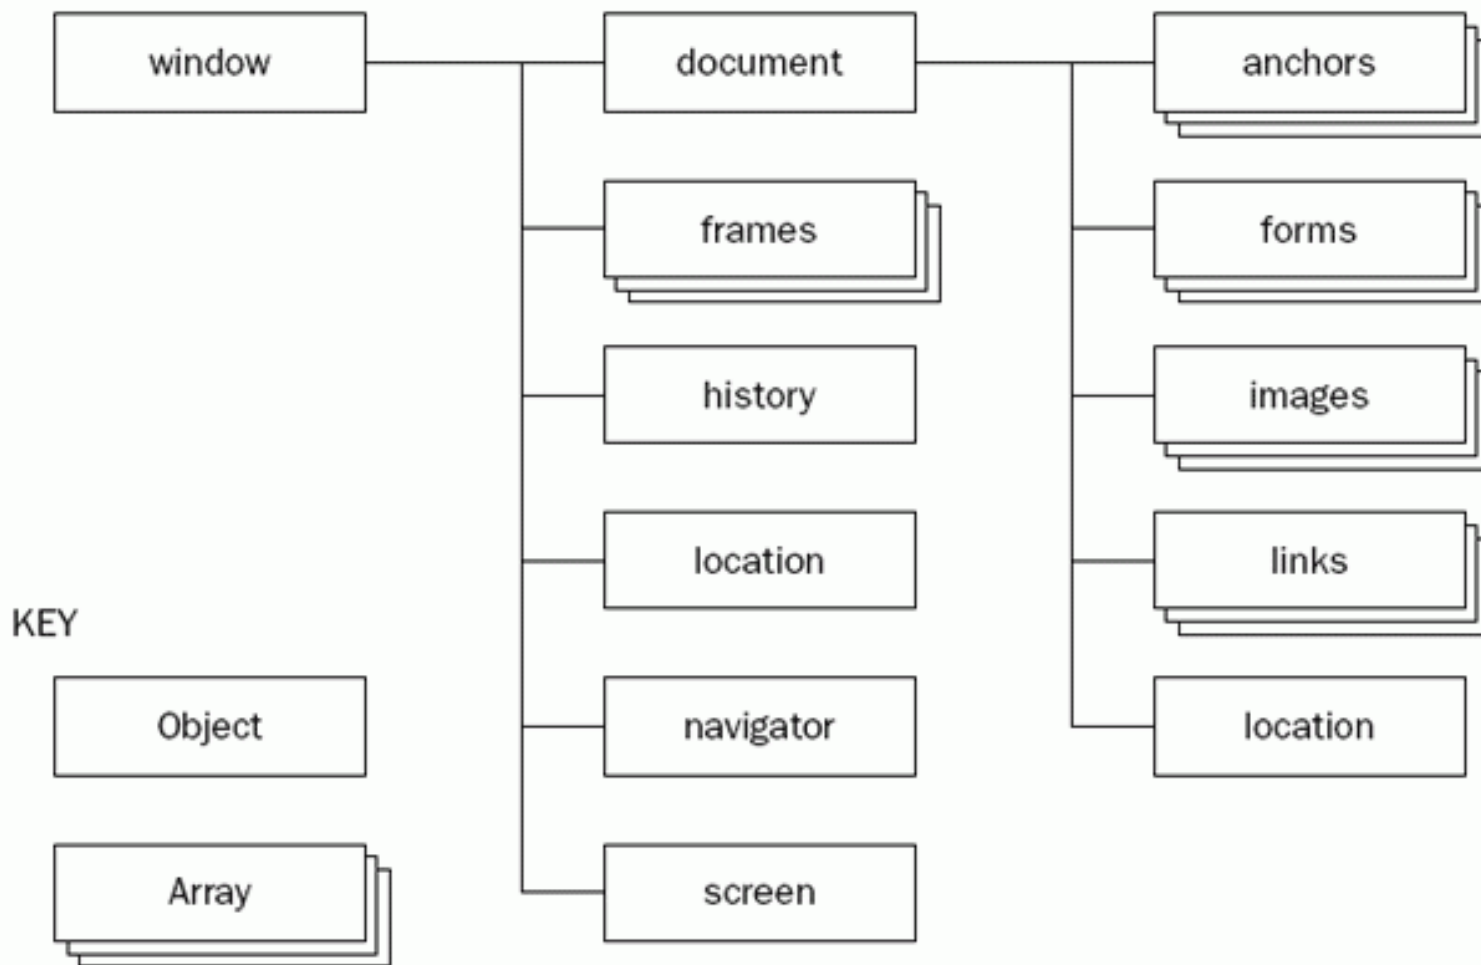 window
document
anchors
frames
forms
history
images
location
links
KEY
Object
navigator
location
Array
screen